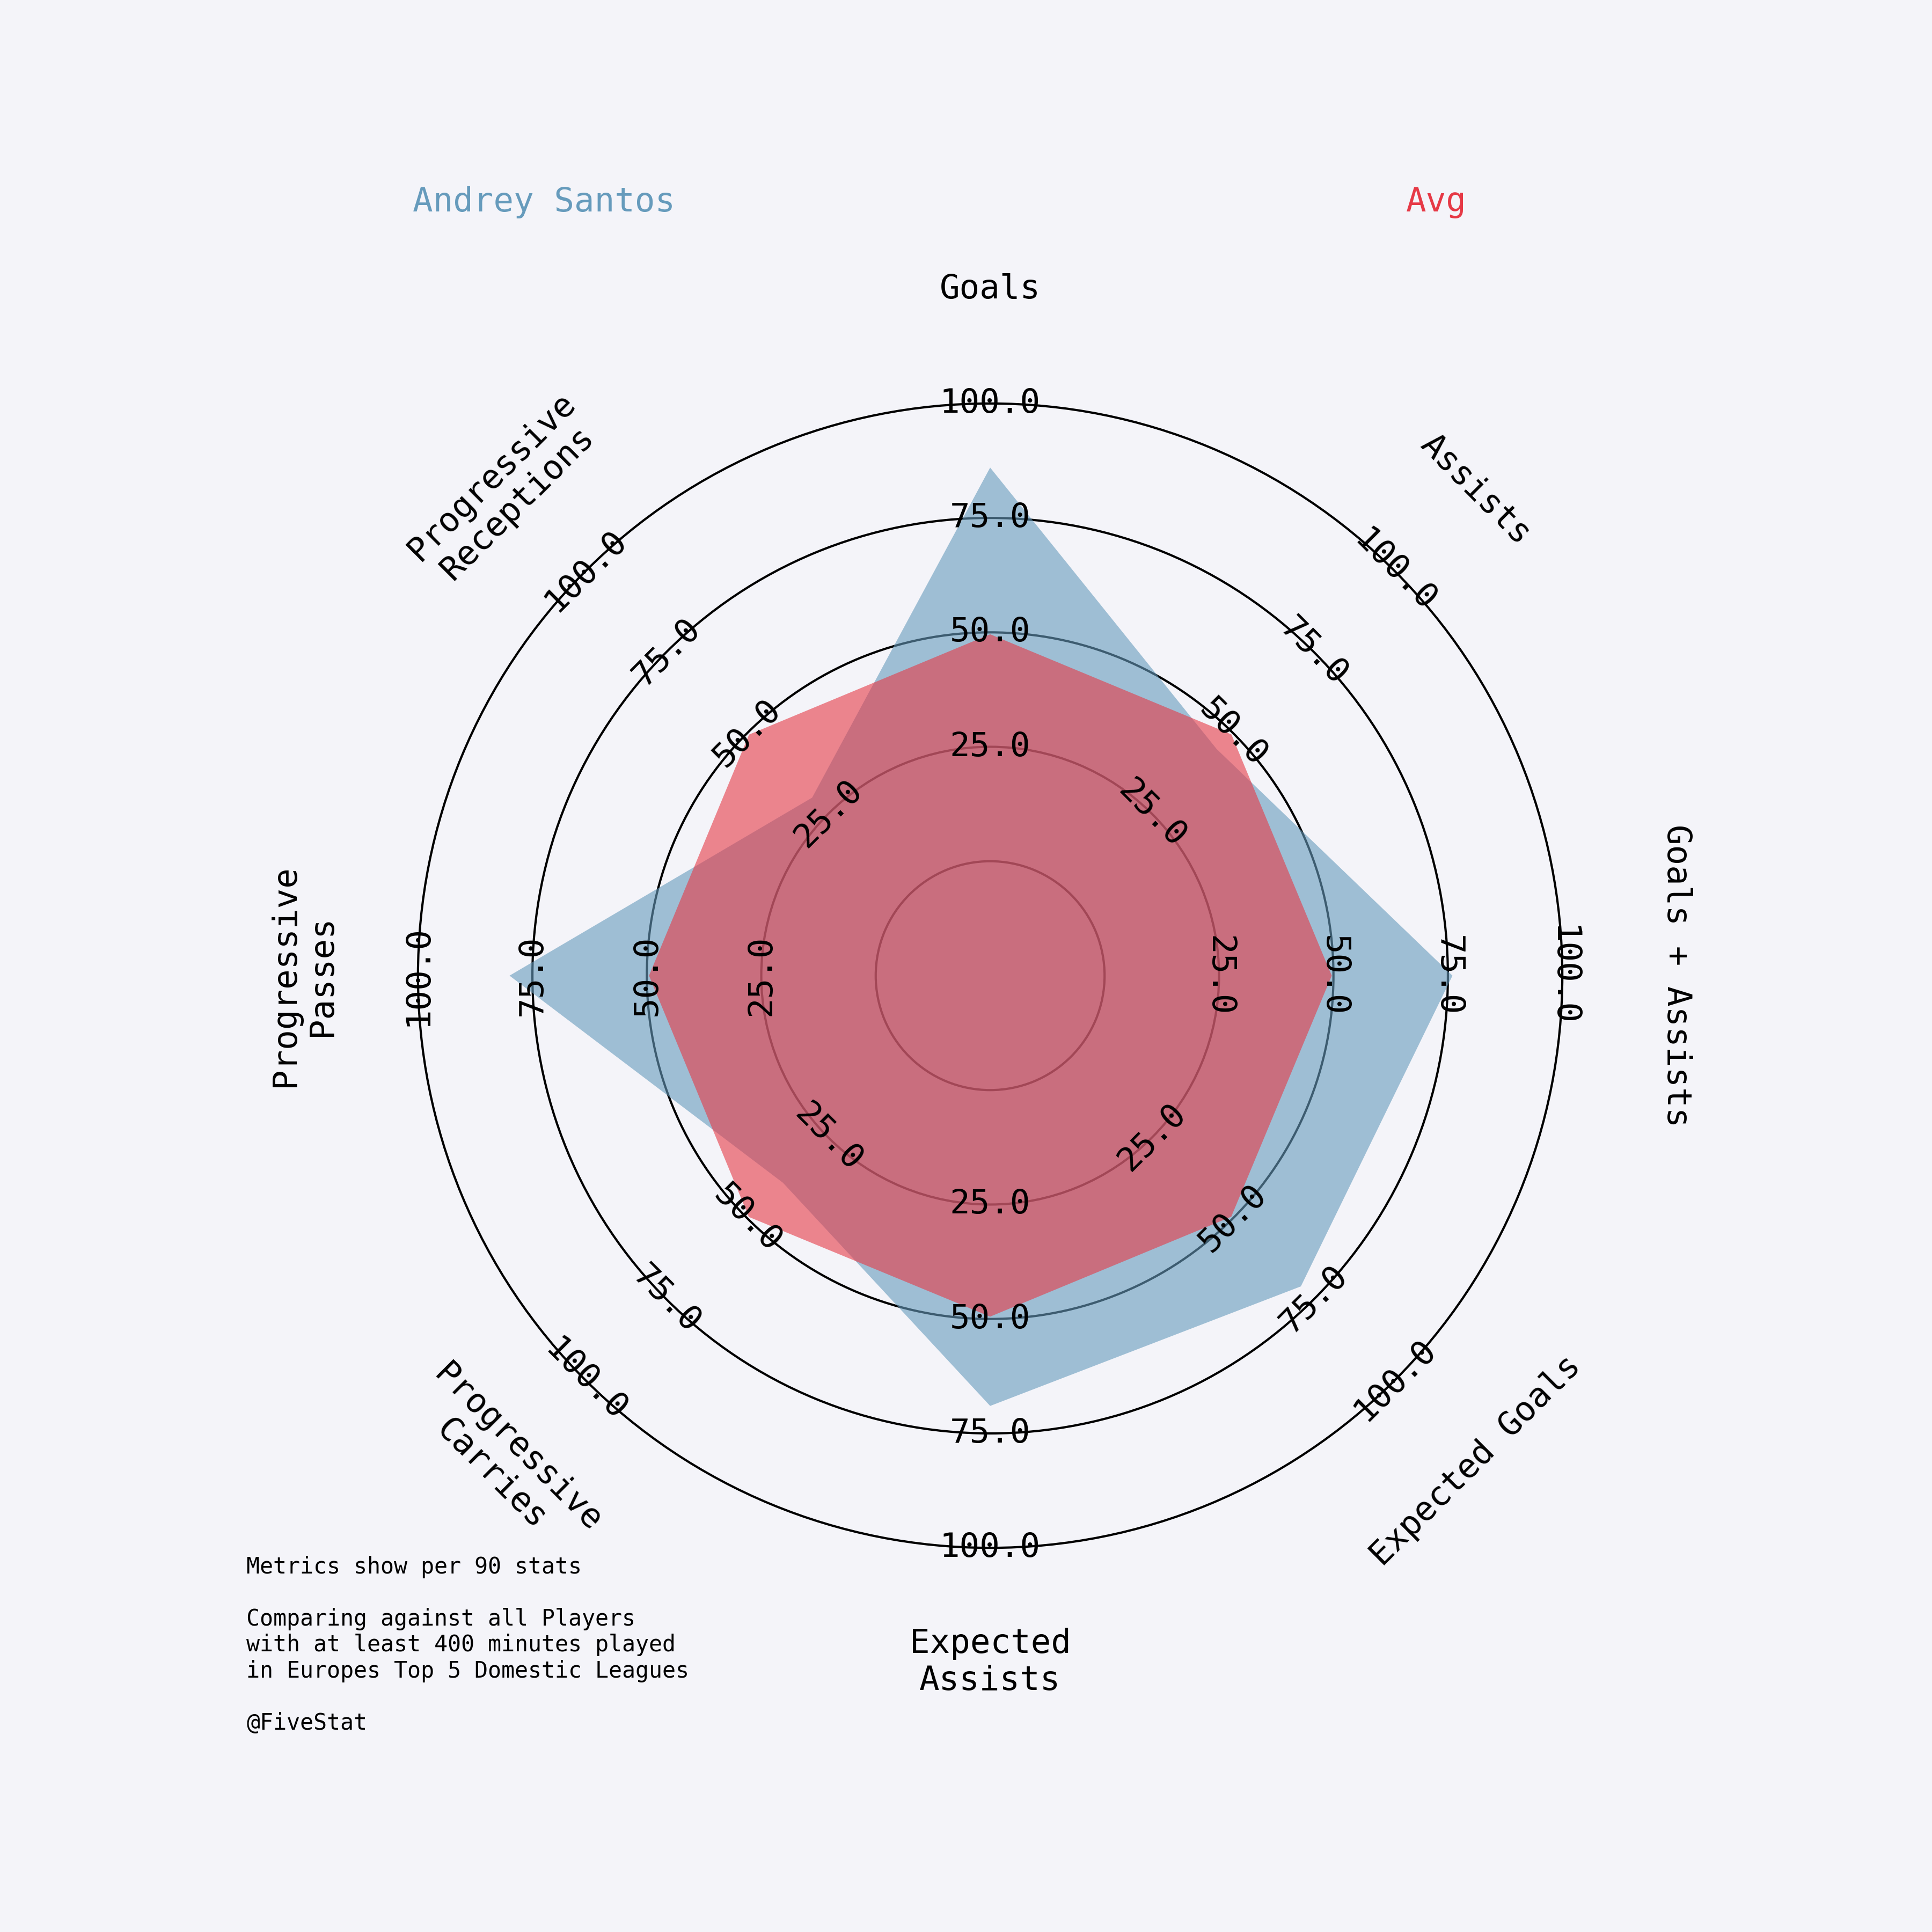 Andrey Santos
Avg
Goals
Assists
Goals + Assists
Expected Goals
Expected
Assists
Progressive
Carries
Progressive
Passes
Progressive
Receptions
25.0
50.0
75.0
100.0
25.0
50.0
75.0
100.0
25.0
50.0
75.0
100.0
25.0
50.0
75.0
100.0
25.0
50.0
75.0
100.0
25.0
50.0
75.0
100.0
25.0
50.0
75.0
100.0
25.0
50.0
75.0
100.0
Metrics show per 90 stats
Comparing against all Players
with at least 400 minutes played
in Europes Top 5 Domestic Leagues
@FiveStat